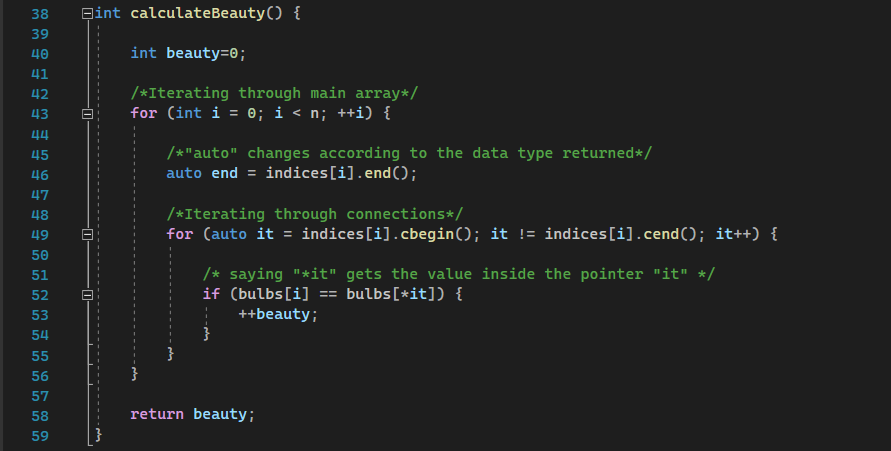 38 int calculateBeauty() {
39
40 int beauty=0;
41
42 /*Iterating through main array*/
43 for (int i = 0; i < n; ++i) {
44
45 /*"auto" changes according to the data type returned*/
46 auto end = indices[i].end();
47
48 /*Iterating through connections*/
49 for (auto it = indices[i].cbegin(); it != indices[i].cend(); it++) {
50
51 /* saying "*it" gets the value inside the pointer "it" */
52 if (bulbs[i] == bulbs[*it]) {
53 ++beauty;
54 }
55 }
56 }
57
58 return beauty;
59 }